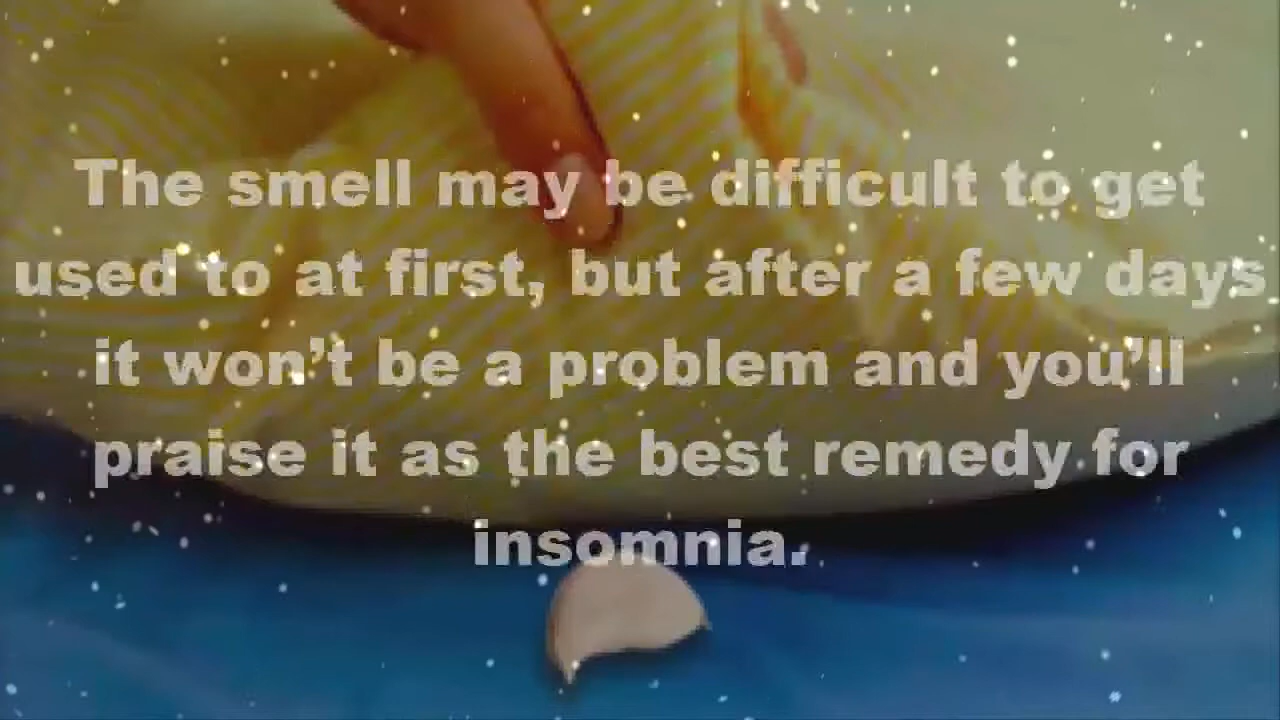 The smell may be difficult to get
used to at first, but after a few days
it won’t be a problem and you’ll
praise it as the best remedy for
insomnia.